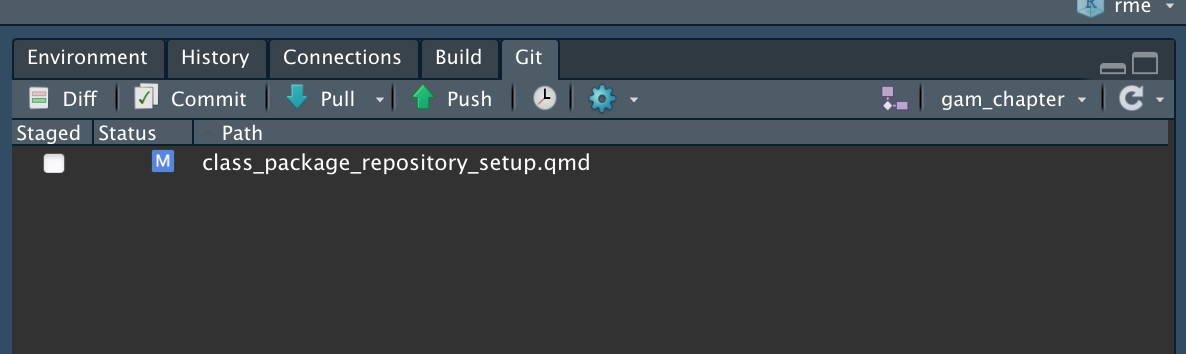 rme
Environment History Connections Build Git
Diff Commit Pull Push gam_chapter
Staged Status Path
M class_package_repository_setup.qmd